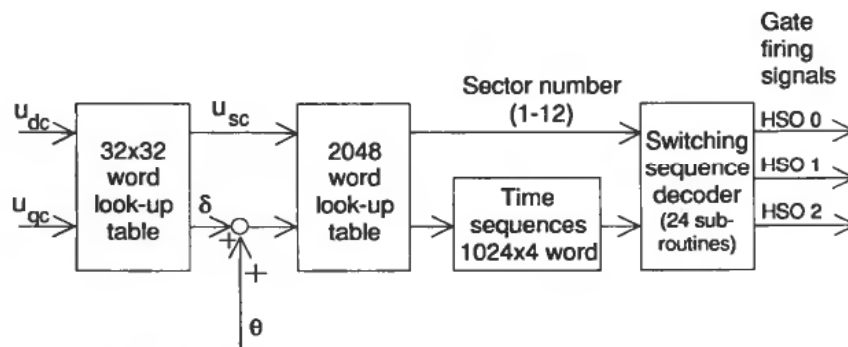 Gate
firing
signals
Sector number
(1-12)
u_dc
u_sc
HSO 0
32x32
word
look-up
table
2048
word
look-up
table
Switching
sequence
decoder
(24 sub-
routines)
HSO 1
u_qc
δ
+
+
Time
sequences
1024x4 word
HSO 2
θ